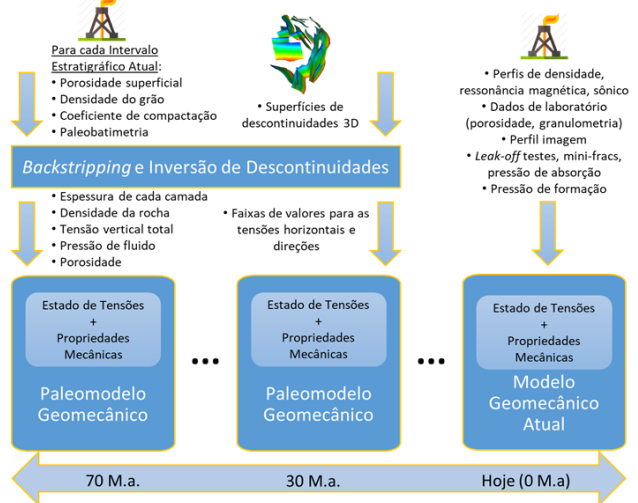 Para cada Intervalo
Estratigráfico Atual:
• Porosidade superficial
• Densidade do grão
• Coeficiente de compactação
• Paleobatimetria
• Superfícies de
descontinuidades 3D
• Perfis de densidade,
ressonância magnética, sônico
• Dados de laboratório
(porosidade, granulometria)
• Perfil imagem
• Leak-off testes, mini-fracs,
pressão de absorção
• Pressão de formação
Backstripping e Inversão de Descontinuidades
• Espessura de cada camada
• Densidade da rocha
• Tensão vertical total
• Pressão de fluido
• Porosidade
• Faixas de valores para as
tensões horizontais e
direções
Estado de Tensões
+
Propriedades
Mecânicas
Paleomodelo
Geomecânico
...
Estado de Tensões
+
Propriedades
Mecânicas
Paleomodelo
Geomecânico
...
Estado de Tensões
+
Propriedades
Mecânicas
Modelo
Geomecânico
Atual
70 M.a.
30 M.a.
Hoje (0 M.a)